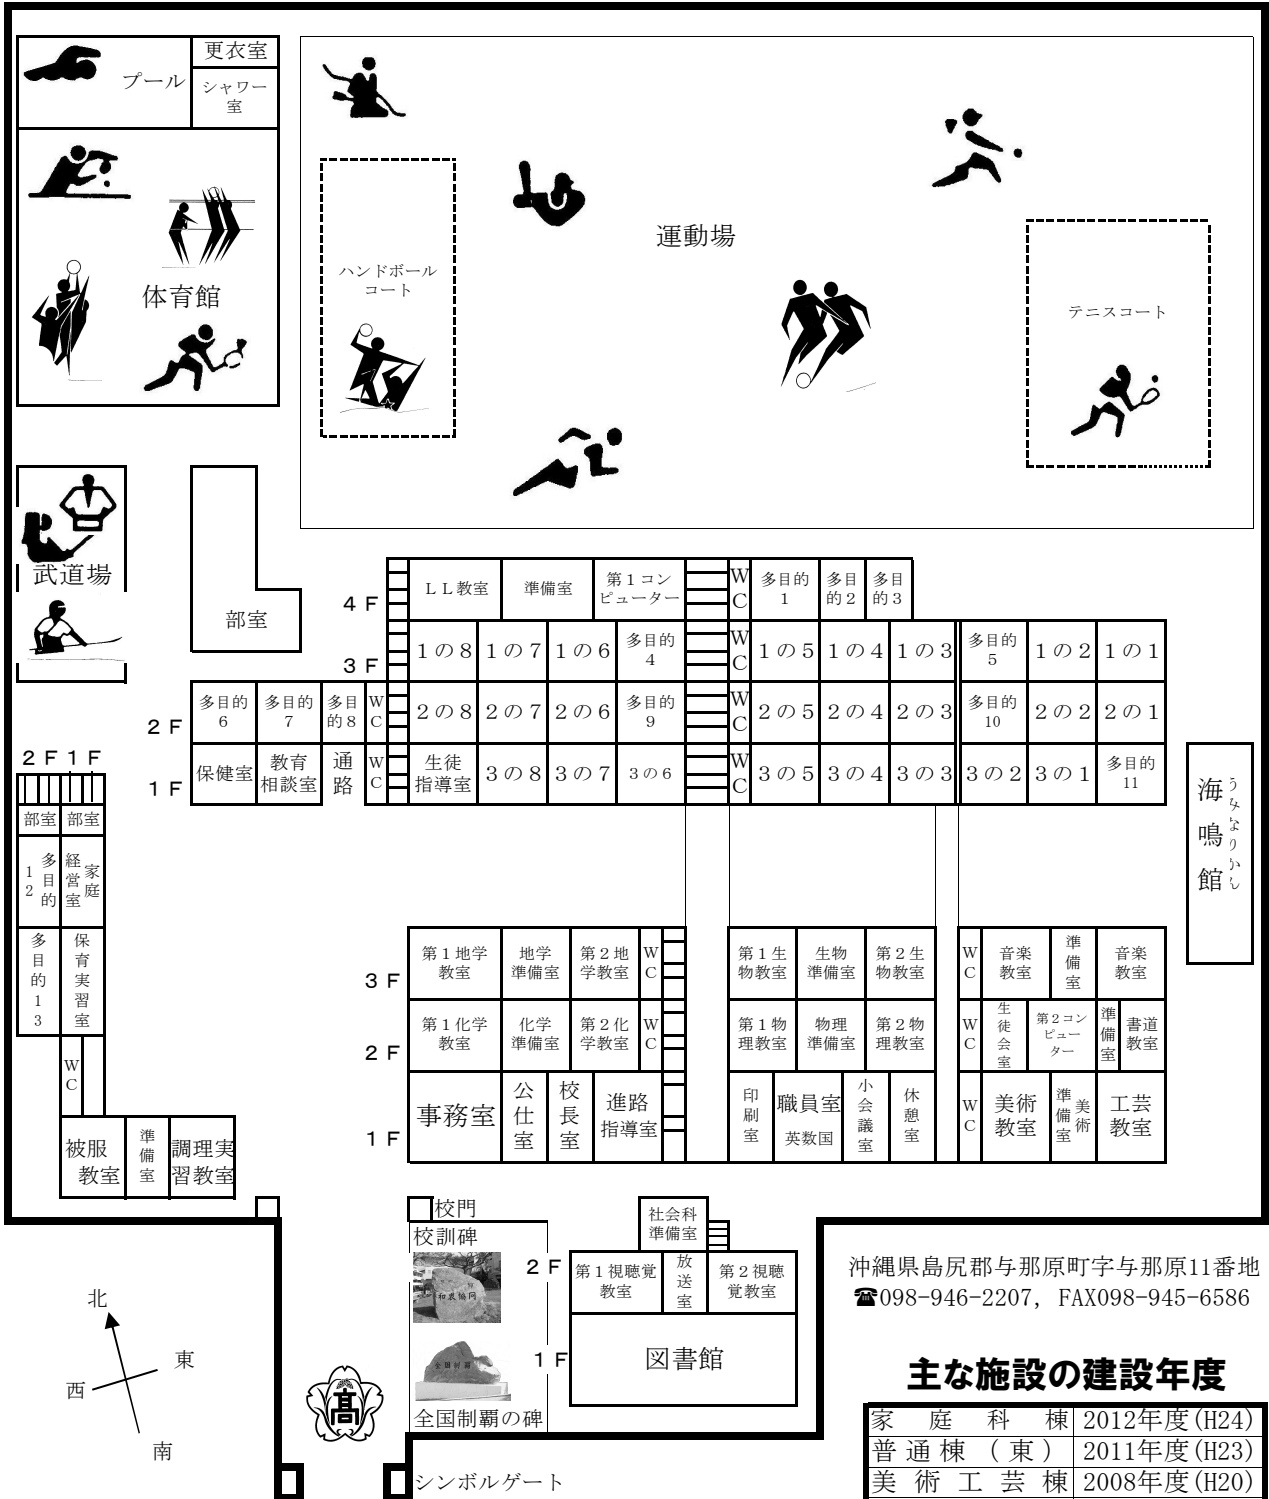 更衣室
プール
シャワー
室
体育館
運動場
ハンドボール
コート
テニスコート
武道場
部室
4F
LL教室
準備室
第1コン
ピューター
WC
多目的
1
多目
的2
多目
的3
3F
1の8
1の7
1の6
多目的
4
WC
1の5
1の4
1の3
多目的
5
1の2
1の1
2F
多目的
6
多目的
7
多目
的8
WC
2の8
2の7
2の6
多目的
9
WC
2の5
2の4
2の3
多目的
10
2の2
2の1
1F
保健室
教育
相談室
通路
WC
生徒
指導室
3の8
3の7
3の6
WC
3の5
3の4
3の3
3の2
3の1
多目的
11
海鳴館
うみなりかん
2F 1F
部室
部室
多目的
12
家庭
経営室
多目的13
保育実習室
WC
被服
教室
準備室
調理実
習教室
3F
第1地学
教室
地学
準備室
第2地
学教室
WC
第1生
物教室
生物
準備室
第2生
物教室
WC
音楽
教室
準備室
音楽
教室
2F
第1化学
教室
化学
準備室
第2化
学教室
WC
第1物
理教室
物理
準備室
第2物
理教室
WC
生徒会室
第2コン
ピュー
ター
準備室
書道
教室
1F
事務室
公仕室
校長室
進路
指導室
印刷室
職員室
英数国
小会議室
休憩室
WC
美術
教室
美術
準備室
工芸
教室
校門
校訓碑
和衷協同
全国制覇
全国制覇の碑
社会科
準備室
2F
第1視聴覚
教室
放送室
第2視聴
覚教室
1F
図書館
北
東
西
南
高
シンボルゲート
沖縄県島尻郡与那原町字与那原11番地
☎098-946-2207, FAX098-945-6586
主な施設の建設年度
家庭科棟 2012年度(H24)
普通棟(東) 2011年度(H23)
美術工芸棟 2008年度(H20)